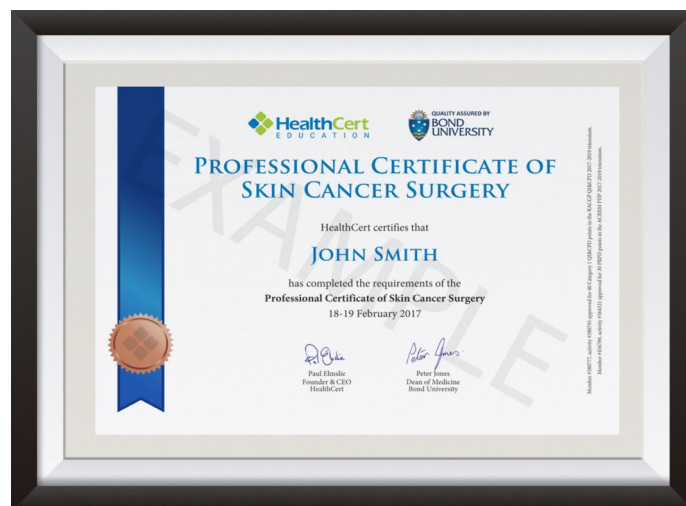 HealthCert
EDUCATION
QUALITY ASSURED BY
BOND
UNIVERSITY
PROFESSIONAL CERTIFICATE OF
SKIN CANCER SURGERY
HealthCert certifies that
JOHN SMITH
has completed the requirements of the
Professional Certificate of Skin Cancer Surgery
18-19 February 2017
Paul Elmslie
Founder & CEO
HealthCert
Peter Jones
Dean of Medicine
Bond University
EXAMPLE